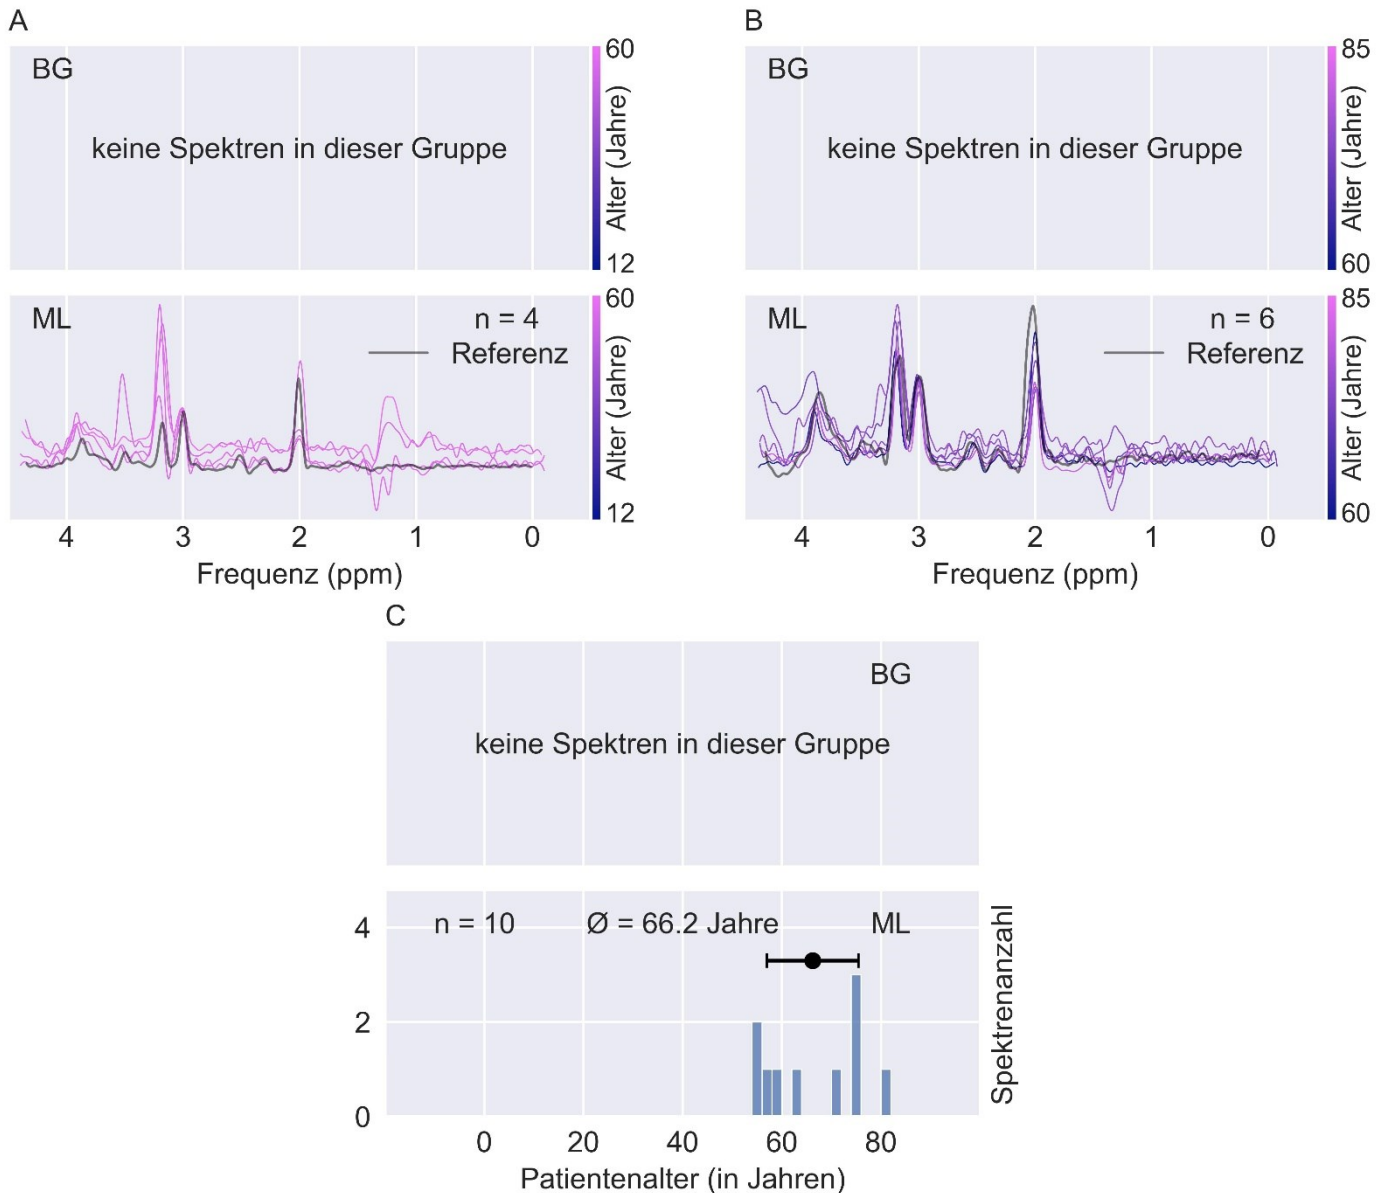 A
BG
keine Spektren in dieser Gruppe
60
Alter (Jahre)
12
ML
n = 4
Referenz
60
Alter (Jahre)
12
4 3 2 1 0
Frequenz (ppm)
B
BG
keine Spektren in dieser Gruppe
85
Alter (Jahre)
60
ML
n = 6
Referenz
85
Alter (Jahre)
60
4 3 2 1 0
Frequenz (ppm)
C
BG
keine Spektren in dieser Gruppe
n = 10 Ø = 66.2 Jahre ML
4
2
0
Spektrenanzahl
0 20 40 60 80
Patientenalter (in Jahren)